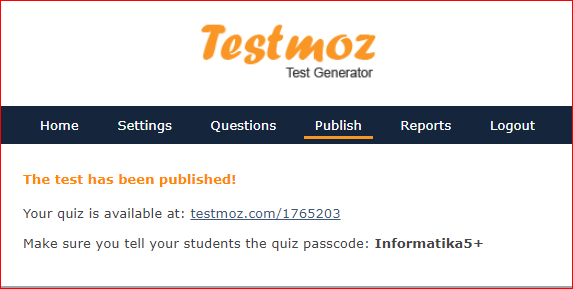 Testmoz
Test Generator
Home Settings Questions Publish Reports Logout
The test has been published!
Your quiz is available at: testmoz.com/1765203
Make sure you tell your students the quiz passcode: Informatika5+